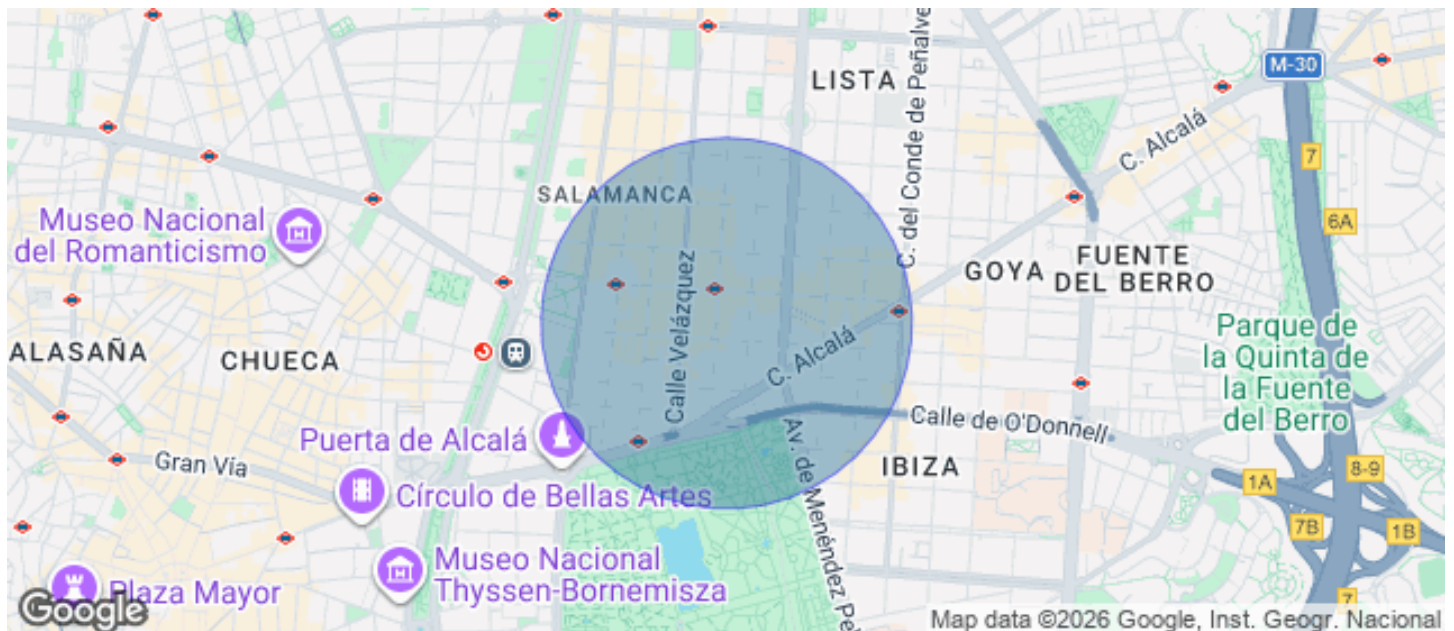 LISTA
C. del Conde de Peñalve
M-30
C. Alcalá
7
SALAMANCA
6A
Museo Nacional
del Romanticismo
Calle Velázquez
GOYA
FUENTE
DEL BERRO
ALASAÑA
CHUECA
C. Alcalá
Parque de
la Quinta de
la Fuente
del Berro
Puerta de Alcalá
Calle de O'Donnell
Av. de Menéndez Pe
Gran Vía
IBIZA
8-9
1A
Círculo de Bellas Artes
7B
1B
Museo Nacional
Thyssen-Bornemisza
Plaza Mayor
7
Google
Map data ©2026 Google, Inst. Geogr. Nacional